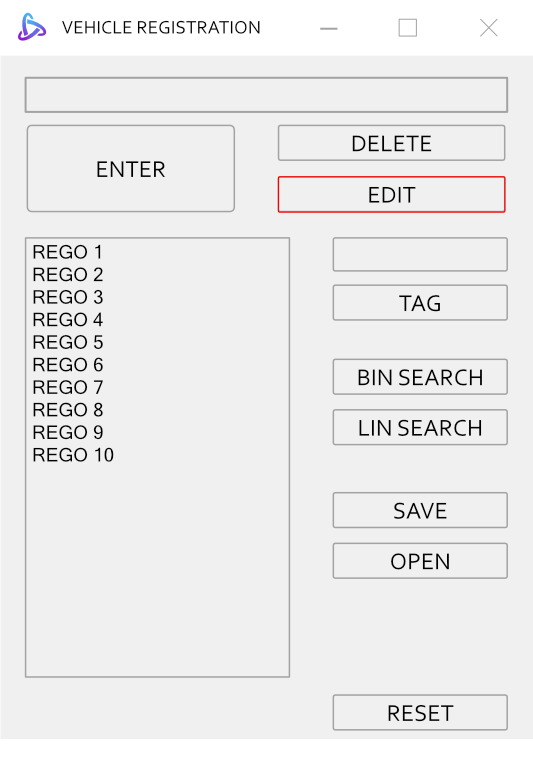 VEHICLE REGISTRATION
ENTER
DELETE
EDIT
REGO 1
REGO 2
REGO 3
REGO 4
REGO 5
REGO 6
REGO 7
REGO 8
REGO 9
REGO 10
TAG
BIN SEARCH
LIN SEARCH
SAVE
OPEN
RESET